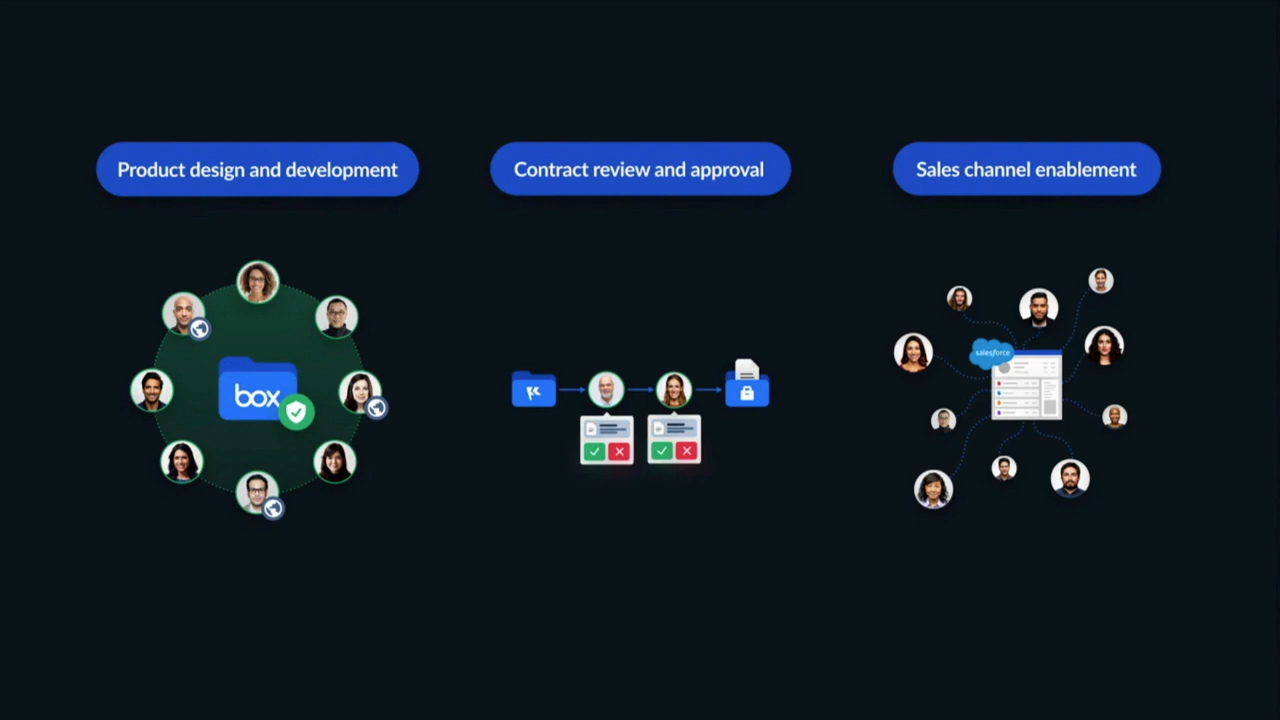 Product design and development
Contract review and approval
Sales channel enablement
box
salesforce